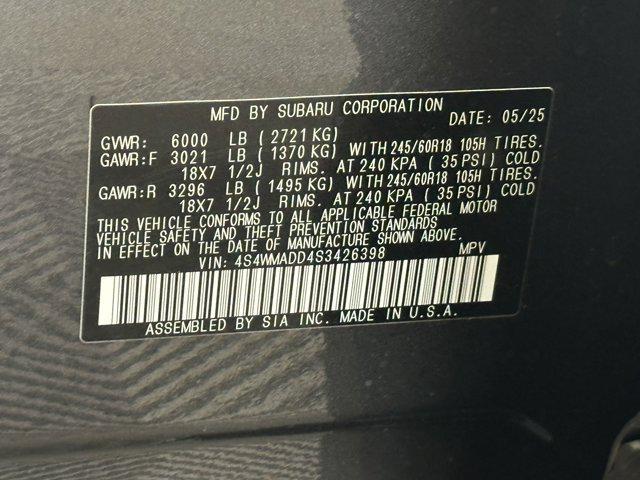 MFD BY SUBARU CORPORATION DATE: 05/25
GVWR: 6000 LB ( 2721 KG)
GAWR:F 3021 LB ( 1370 KG) WITH 245/60R18 105H TIRES.
18X7 1/2J RIMS. AT 240 KPA ( 35 PSI) COLD
GAWR:R 3296 LB ( 1495 KG) WITH 245/60R18 105H TIRES.
18X7 1/2J RIMS. AT 240 KPA ( 35 PSI) COLD
THIS VEHICLE CONFORMS TO ALL APPLICABLE FEDERAL MOTOR
VEHICLE SAFETY AND THEFT PREVENTION STANDARDS
IN EFFECT ON THE DATE OF MANUFACTURE SHOWN ABOVE.
VIN: 4S4WMADD4S3426398 MPV
ASSEMBLED BY SIA INC. MADE IN U.S.A.